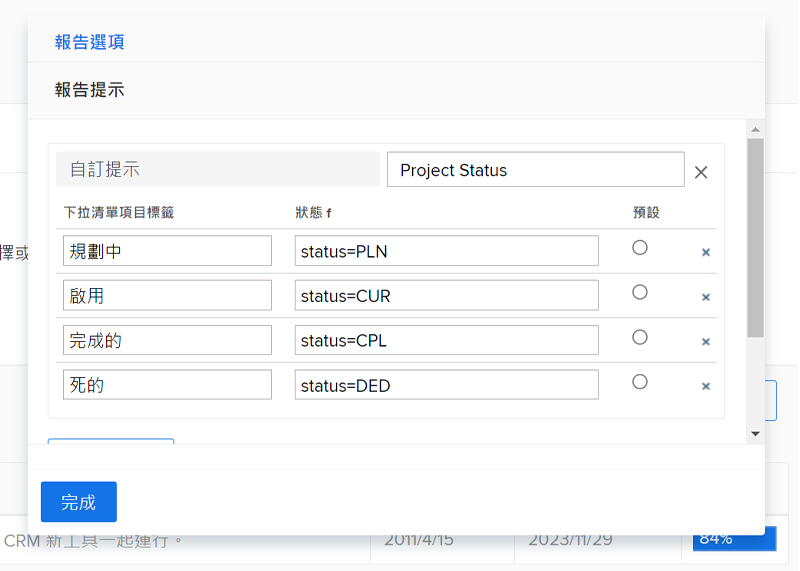 報告選項
報告提示
自訂提示 Project Status
下拉清單項目標籤 狀態 f 預設
擇或
規劃中 status=PLN
啟用 status=CUR
完成的 status=CPL
死的 status=DED
完成
CRM 新工具一起運行。 2011/4/15 2023/11/29 84%